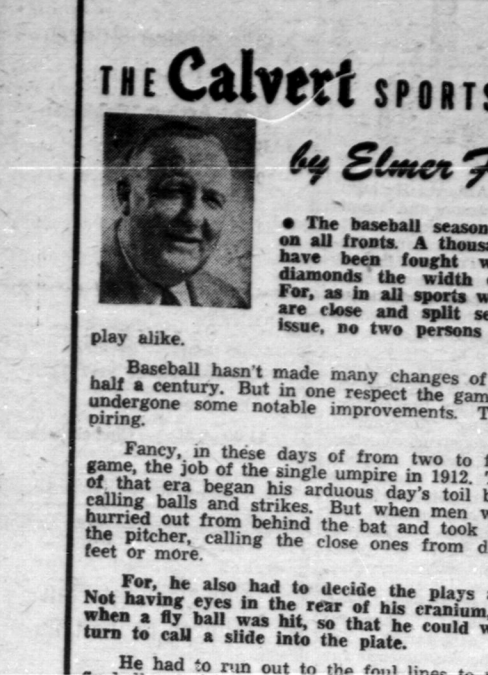 THE Calvert SPORTS
by Elmer F
• The baseball season
on all fronts. A thousa
have been fought w
diamonds the width
For, as in all sports w
are close and split se
issue, no two persons
play alike.
Baseball hasn't made many changes of
half a century. But in one respect the gam
undergone some notable improvements. T
piring.
Fancy, in these days of from two to f
game, the job of the single umpire in 1912.
of that era began his arduous day's toil b
calling balls and strikes. But when men w
hurried out from behind the bat and took
the pitcher, calling the close ones from d
feet or more.
For, he also had to decide the plays
Not having eyes in the rear of his cranium,
when a fly ball was hit, so that he could w
turn to call a slide into the plate.
He had to run out to the foul lines to